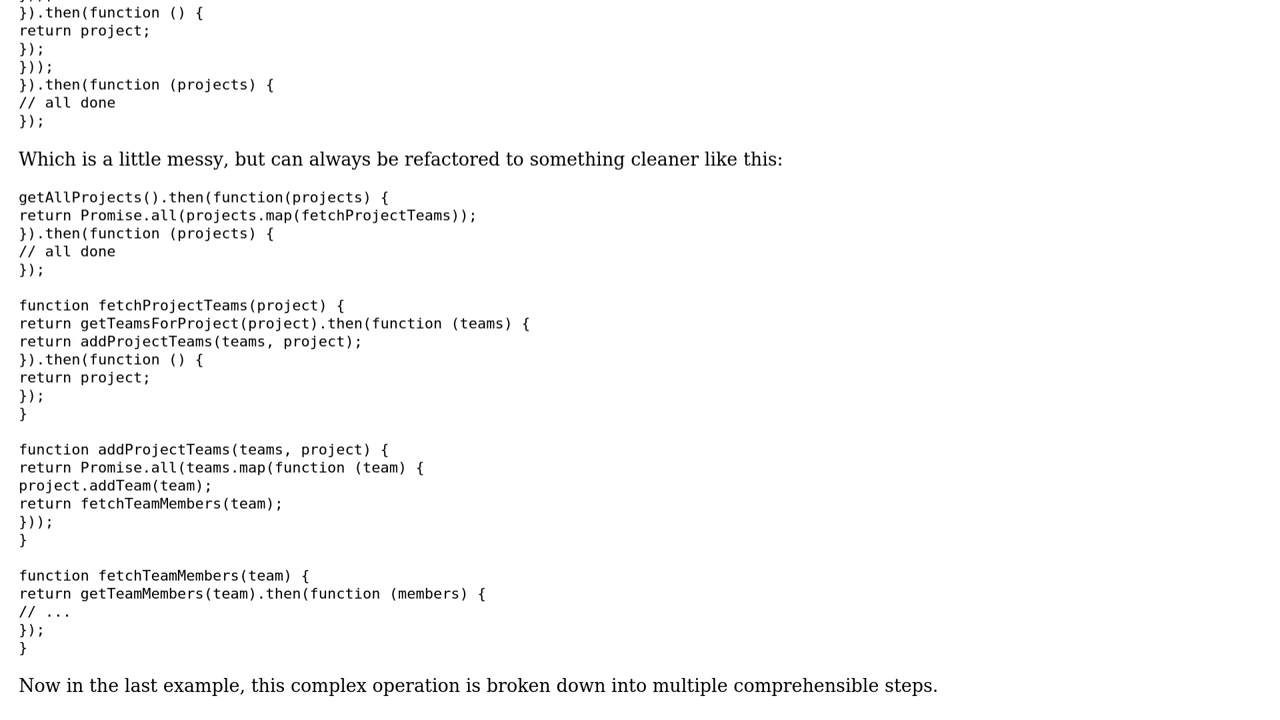 }).then(function () {
return project;
});
}));
}).then(function (projects) {
// all done
});
Which is a little messy, but can always be refactored to something cleaner like this:
getAllProjects().then(function(projects) {
return Promise.all(projects.map(fetchProjectTeams));
}).then(function (projects) {
// all done
});
function fetchProjectTeams(project) {
return getTeamsForProject(project).then(function (teams) {
return addProjectTeams(teams, project);
}).then(function () {
return project;
});
}
function addProjectTeams(teams, project) {
return Promise.all(teams.map(function (team) {
project.addTeam(team);
return fetchTeamMembers(team);
}));
}
function fetchTeamMembers(team) {
return getTeamMembers(team).then(function (members) {
// ...
});
}
Now in the last example, this complex operation is broken down into multiple comprehensible steps.